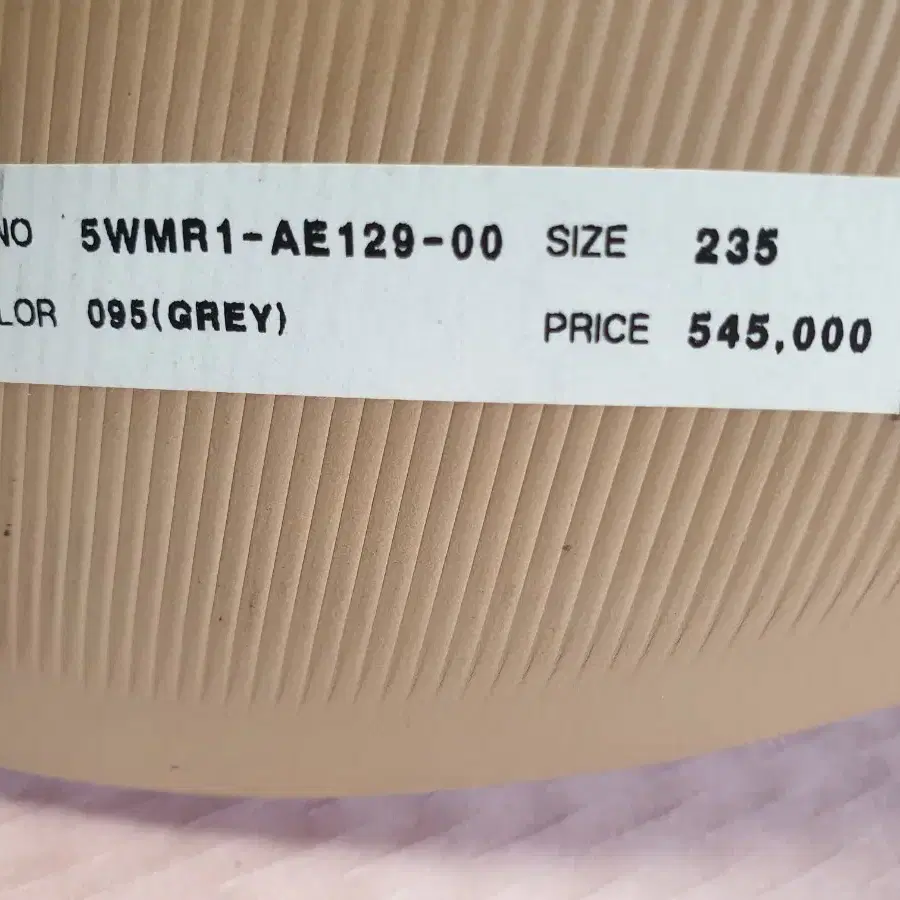 NO 5WMR1-AE129-00 SIZE 235
LOR 095(GREY) PRICE 545,000